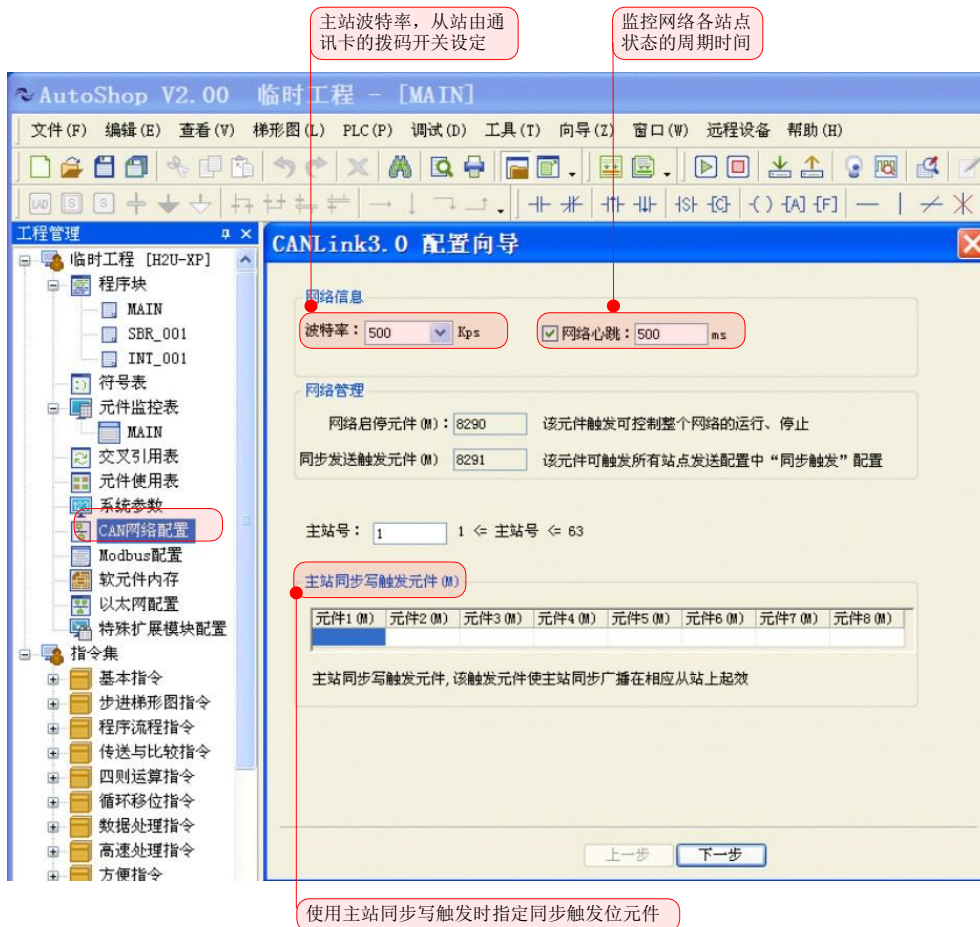 主站波特率，从站由通
讯卡的拨码开关设定
监控网络各站点
状态的周期时间
AutoShop V2.00 临时工程 - [MAIN]
文件(F) 编辑(E) 查看(V) 梯形图(L) PLC(P) 调试(D) 工具(T) 向导(Z) 窗口(W) 远程设备 帮助(H)
工程管理
临时工程 [H2U-XP]
程序块
MAIN
SBR_001
INT_001
符号表
元件监控表
MAIN
交叉引用表
元件使用表
系统参数
CAN网络配置
Modbus配置
软元件内存
以太网配置
特殊扩展模块配置
指令集
基本指令
步进梯形图指令
程序流程指令
传送与比较指令
四则运算指令
循环移位指令
数据处理指令
高速处理指令
方便指令
CANLink3.0 配置向导
网络信息
波特率： 500 Kps 网络心跳： 500 ms
网络管理
网络启停元件(M)： 8290 该元件触发可控制整个网络的运行、停止
同步发送触发元件(M) 8291 该元件可触发所有站点发送配置中“同步触发”配置
主站号： 1 1 <= 主站号 <= 63
主站同步写触发元件(M)
元件1(M) 元件2(M) 元件3(M) 元件4(M) 元件5(M) 元件6(M) 元件7(M) 元件8(M)
主站同步写触发元件,该触发元件使主站同步广播在相应从站上起效
上一步 下一步
使用主站同步写触发时指定同步触发位元件